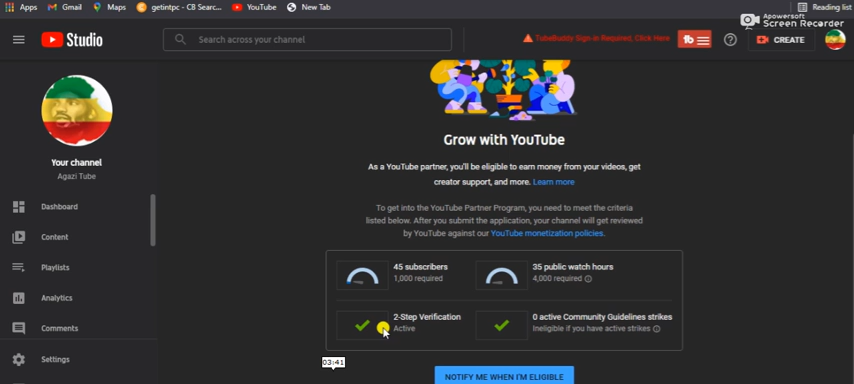 Apps Gmail Maps getintpc - CB Searc... YouTube New Tab Reading list
Apowersoft
Screen Recorder
Studio
Search across your channel
TubeBuddy Sign-in Required, Click Here
tb
CREATE
Your channel
Agazi Tube
Dashboard
Content
Playlists
Analytics
Comments
Settings
Grow with YouTube
As a YouTube partner, you'll be eligible to earn money from your videos, get
creator support, and more. Learn more
To get into the YouTube Partner Program, you need to meet the criteria
listed below. After you submit the application, your channel will get reviewed
by YouTube against our YouTube monetization policies.
45 subscribers
1,000 required
35 public watch hours
4,000 required
2-Step Verification
Active
0 active Community Guidelines strikes
Ineligible if you have active strikes
03:41
NOTIFY ME WHEN I'M ELIGIBLE